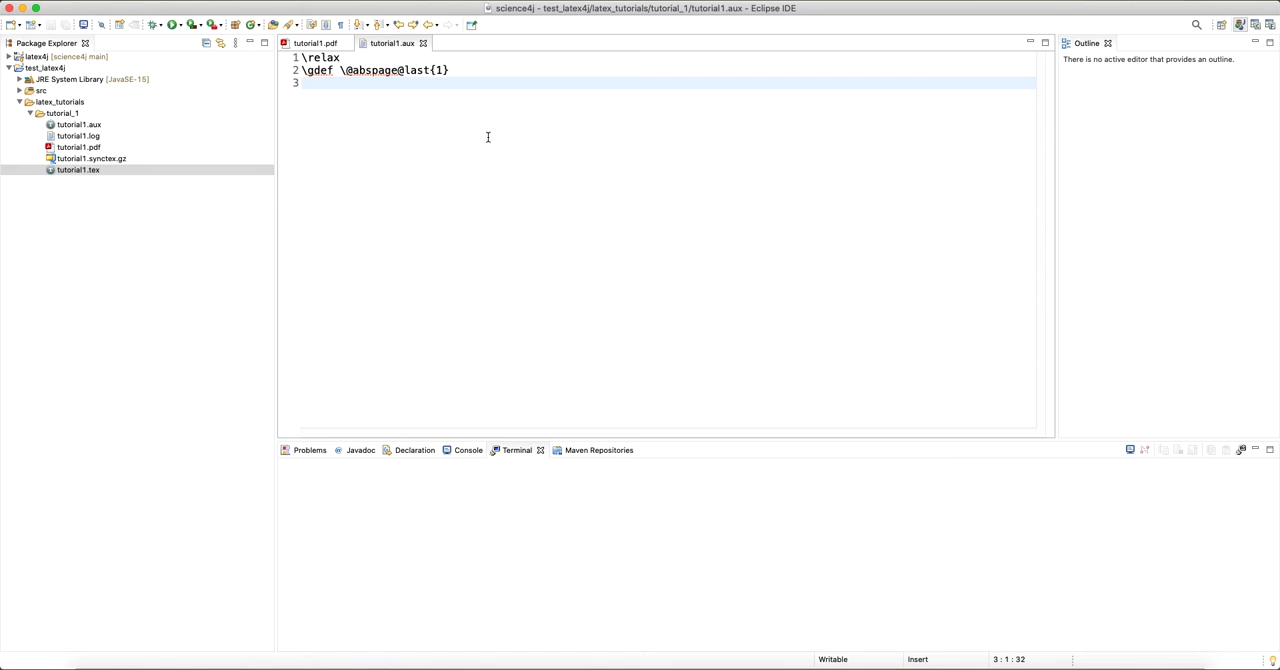 science4j - test_latex4j/latex_tutorials/tutorial_1/tutorial1.aux - Eclipse IDE
Package Explorer
latex4j [science4j main]
test_latex4j
JRE System Library [JavaSE-15]
src
latex_tutorials
tutorial_1
tutorial1.aux
tutorial1.log
tutorial1.pdf
tutorial1.synctex.gz
tutorial1.tex
tutorial1.pdf tutorial1.aux
1 \relax
2 \gdef \@abspage@last{1}
3
Outline
There is no active editor that provides an outline.
Problems Javadoc Declaration Console Terminal Maven Repositories
Writable Insert 3 : 1 : 32